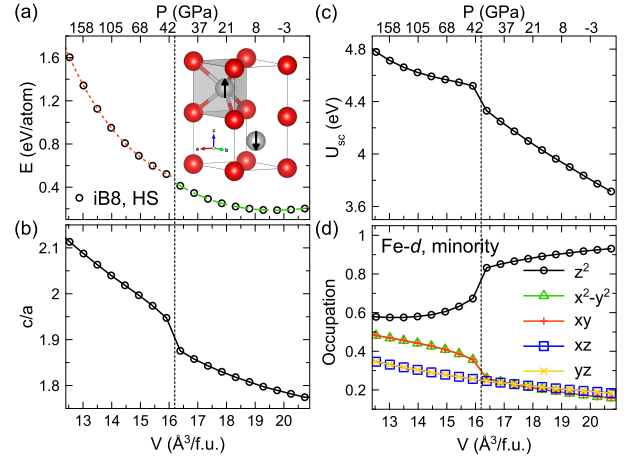 (a)
P (GPa)
158 105 68 42 37 21 8 -3
E (eV/atom)
1.6
1.2
0.8
0.4
iB8, HS
c
a
b
(b)
c/a
2.1
2
1.9
1.8
13 14 15 16 17 18 19 20
V (Å³/f.u.)
(c)
P (GPa)
158 105 68 42 37 21 8 -3
U_sc (eV)
4.8
4.4
4
3.6
(d)
Fe-d, minority
Occupation
1
0.8
0.6
0.4
0.2
z²
x²-y²
xy
xz
yz
13 14 15 16 17 18 19 20
V (Å³/f.u.)